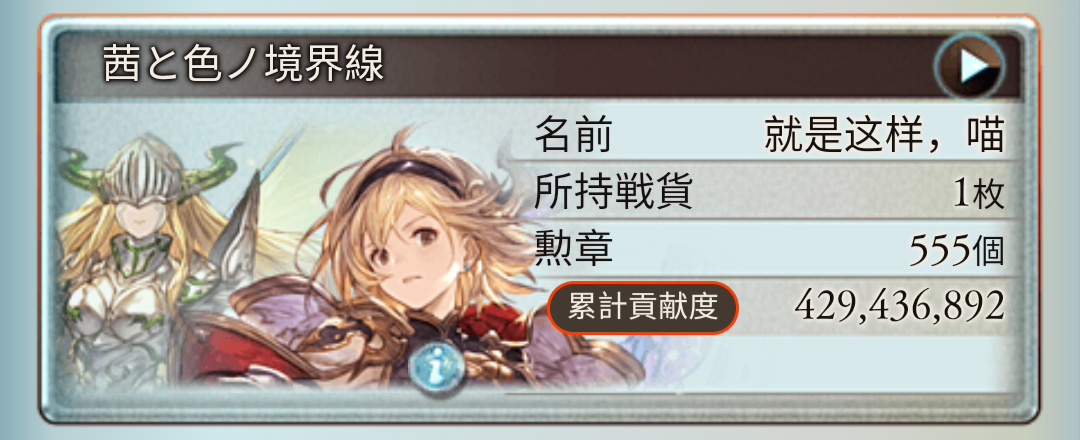 茜と色ノ境界線
名前 就是这样，喵
所持戦貨 1枚
勲章 555個
累計貢献度 429,436,892